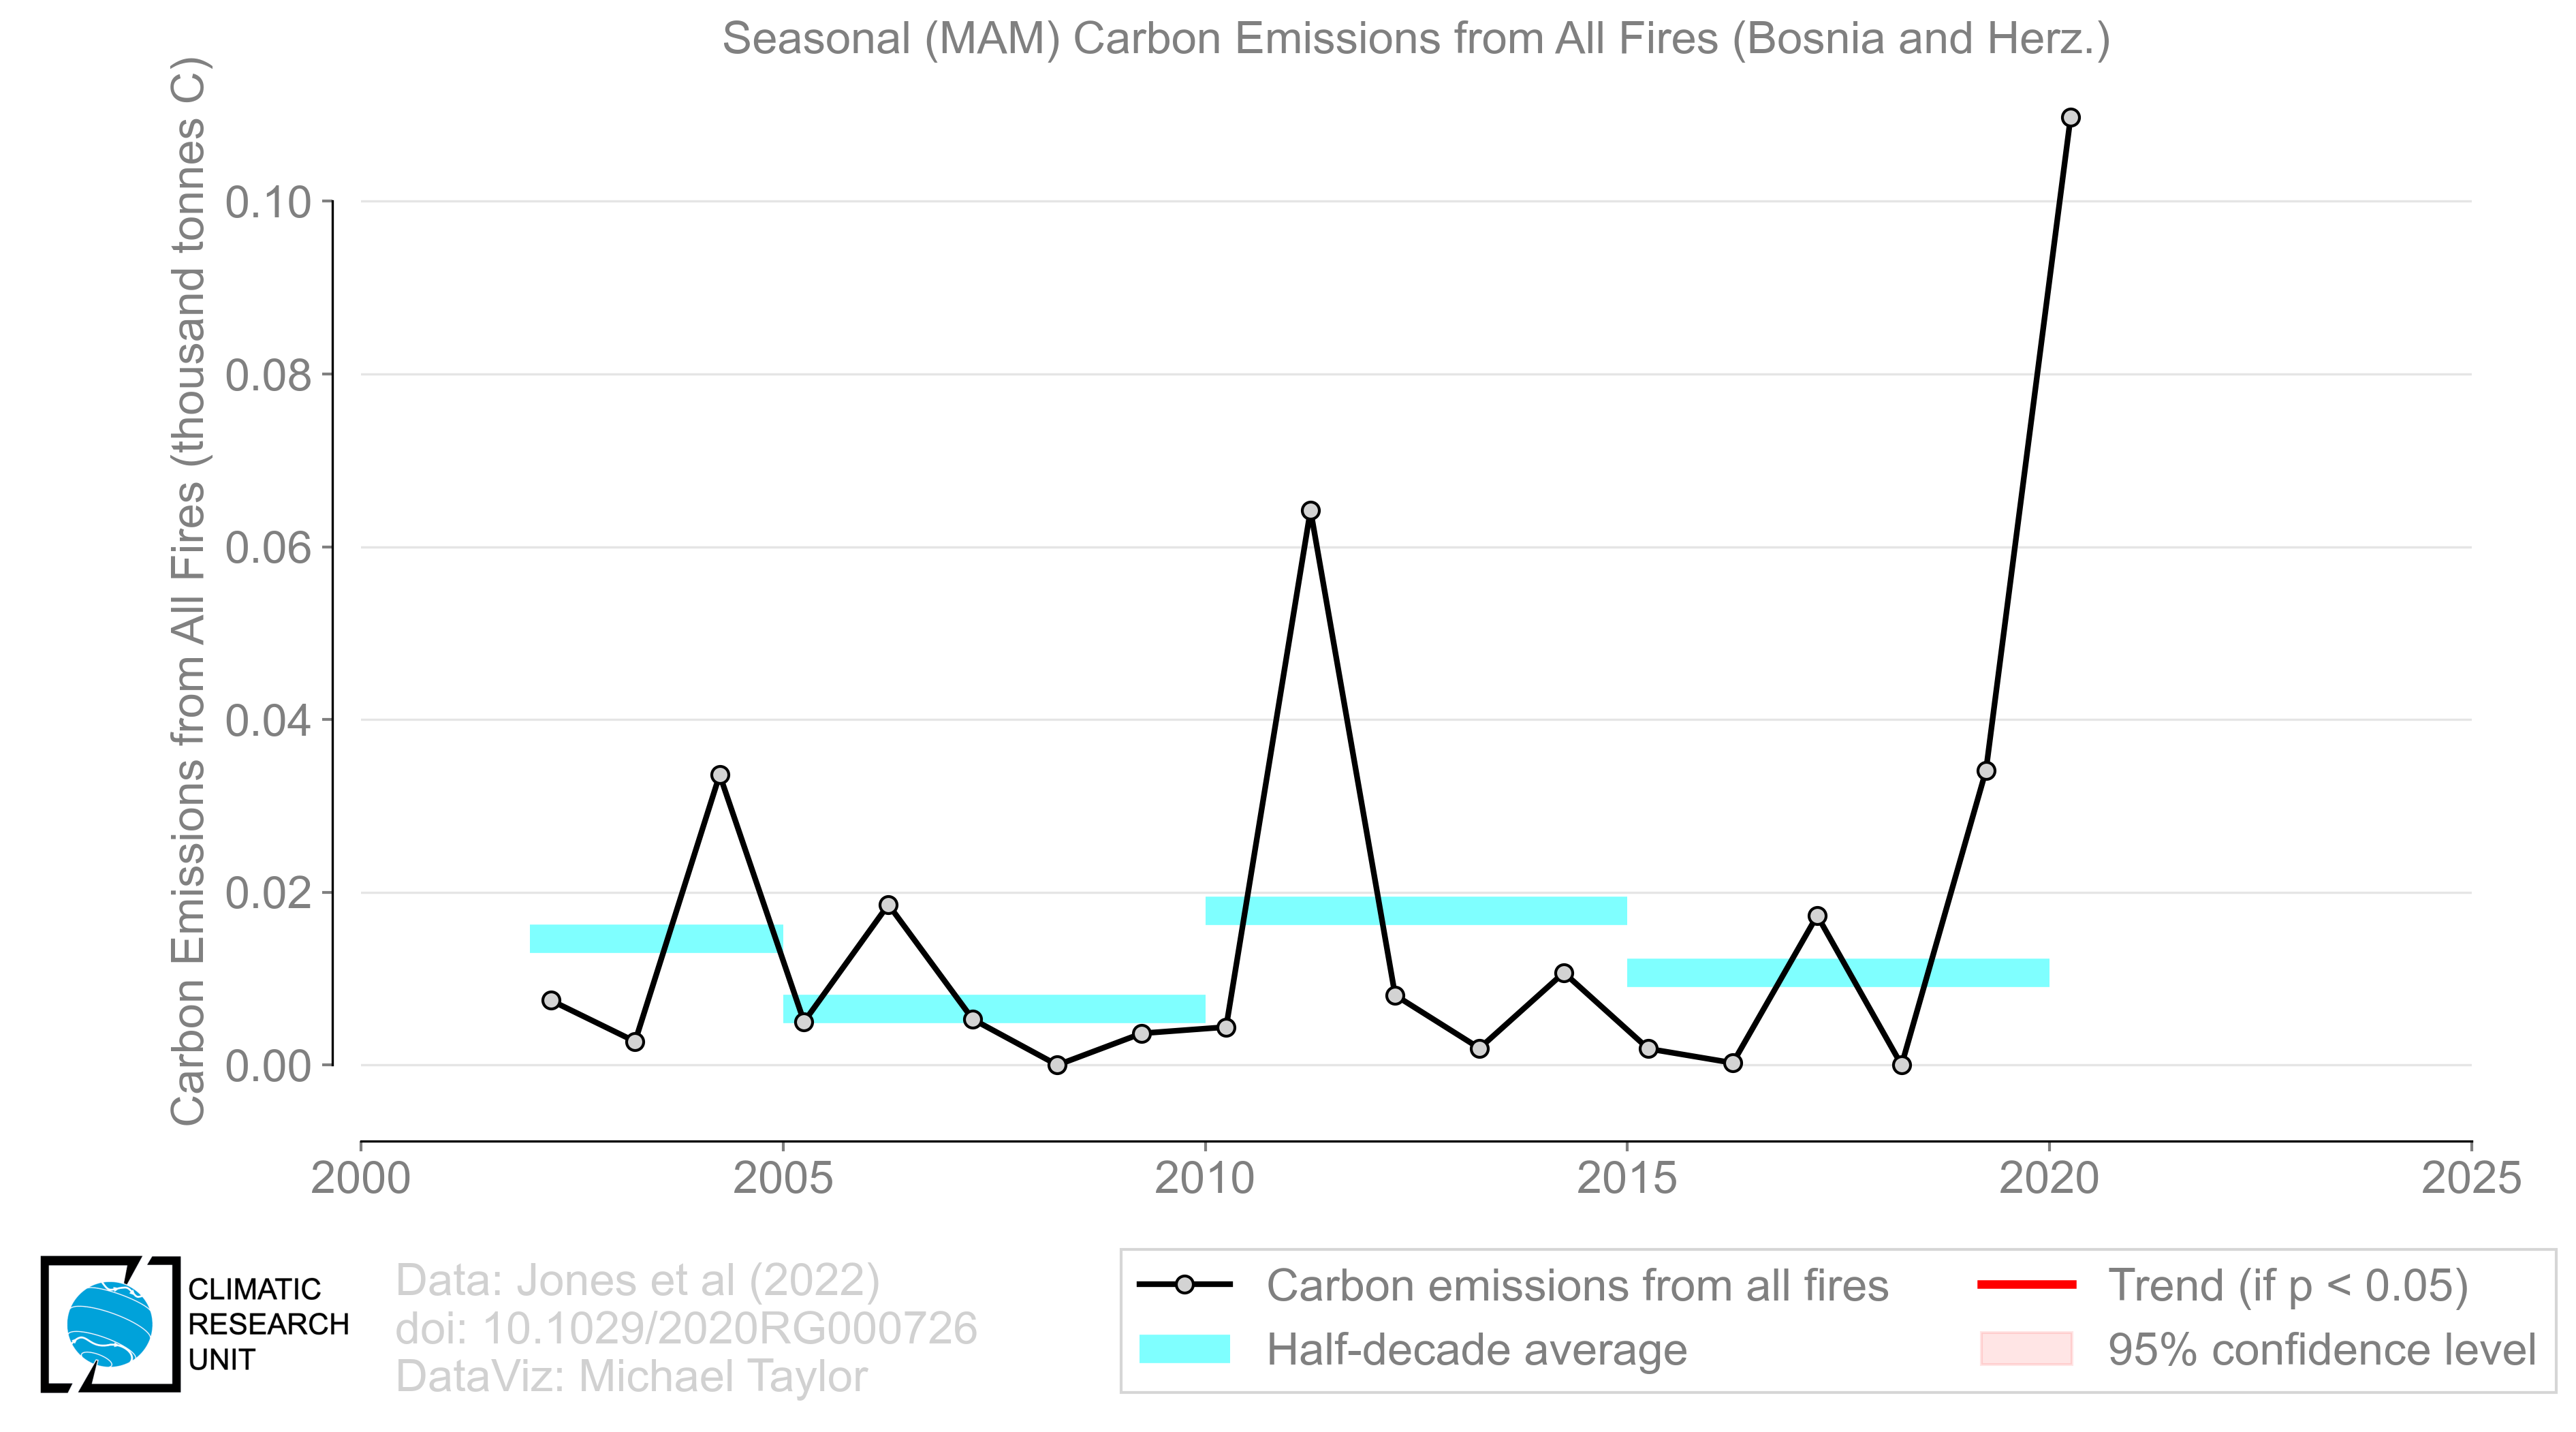 Seasonal (MAM) Carbon Emissions from All Fires (Bosnia and Herz.)
Carbon Emissions from All Fires (thousand tonnes C)
0.10
0.08
0.06
0.04
0.02
0.00
2000 2005 2010 2015 2020 2025
CLIMATIC
RESEARCH
UNIT
Data: Jones et al (2022)
doi: 10.1029/2020RG000726
DataViz: Michael Taylor
Carbon emissions from all fires
Half-decade average
Trend (if p < 0.05)
95% confidence level